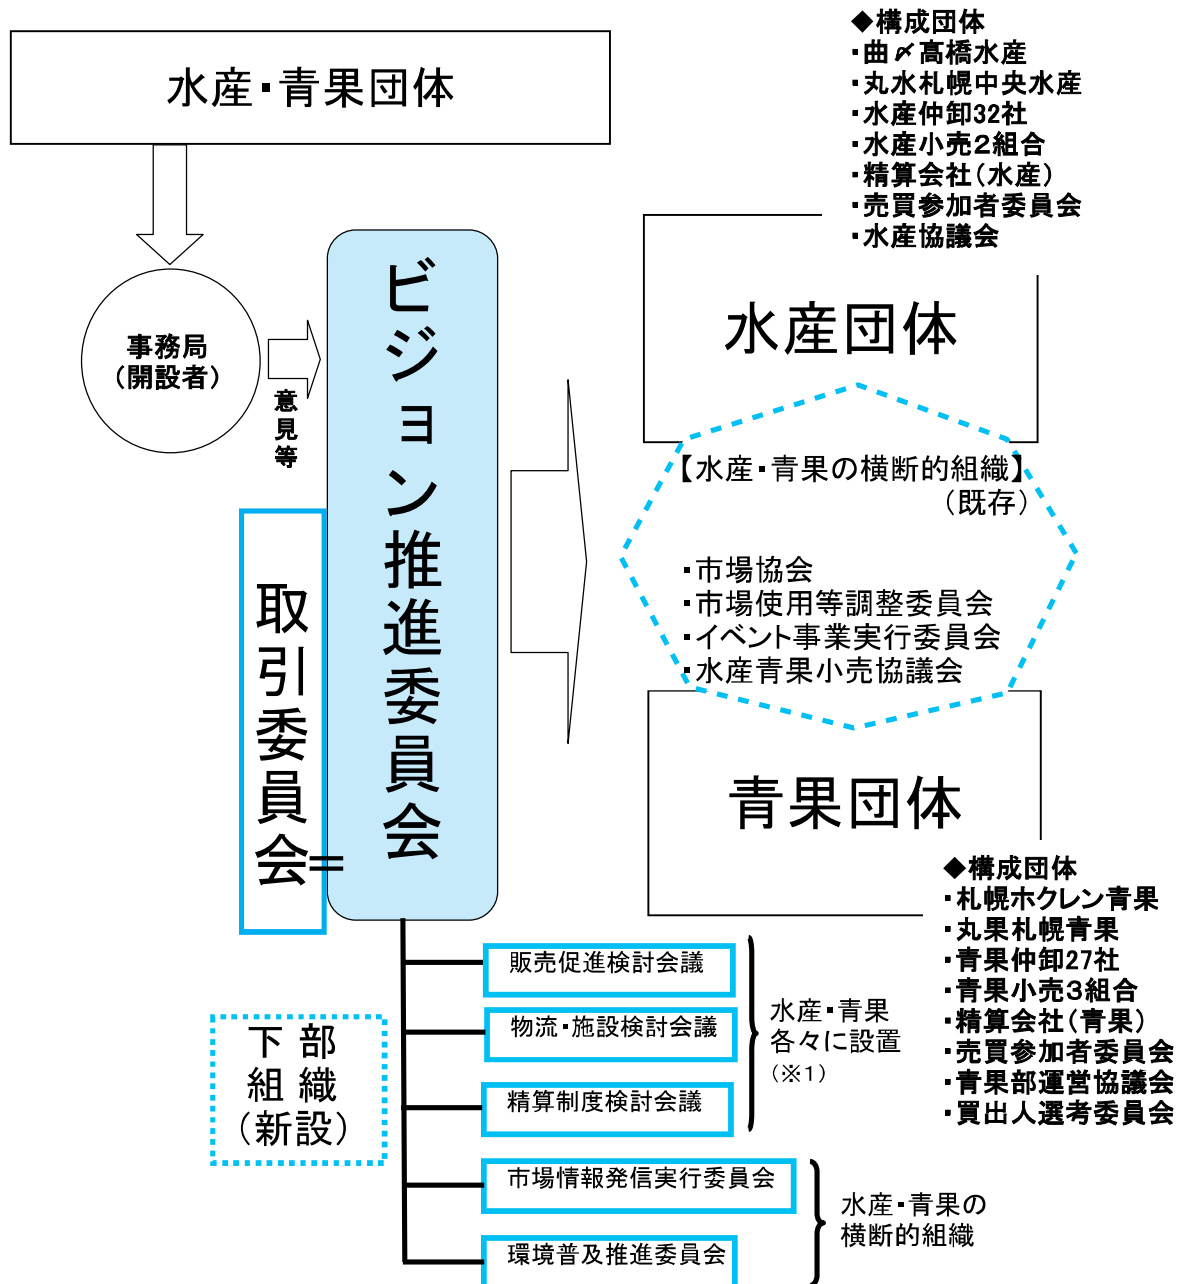 水産・青果団体
◆構成団体
・曲〆髙橋水産
・丸水札幌中央水産
・水産仲卸32社
・水産小売2組合
・精算会社(水産)
・売買参加者委員会
・水産協議会
事務局
(開設者)
意見等
ビジョン推進委員会
取引委員会
=
水産団体
【水産・青果の横断的組織】
(既存)
・市場協会
・市場使用等調整委員会
・イベント事業実行委員会
・水産青果小売協議会
青果団体
◆構成団体
・札幌ホクレン青果
・丸果札幌青果
・青果仲卸27社
・青果小売3組合
・精算会社(青果)
・売買参加者委員会
・青果部運営協議会
・買出人選考委員会
下部
組織
(新設)
販売促進検討会議
物流・施設検討会議
精算制度検討会議
水産・青果
各々に設置
(※1)
市場情報発信実行委員会
環境普及推進委員会
水産・青果の
横断的組織